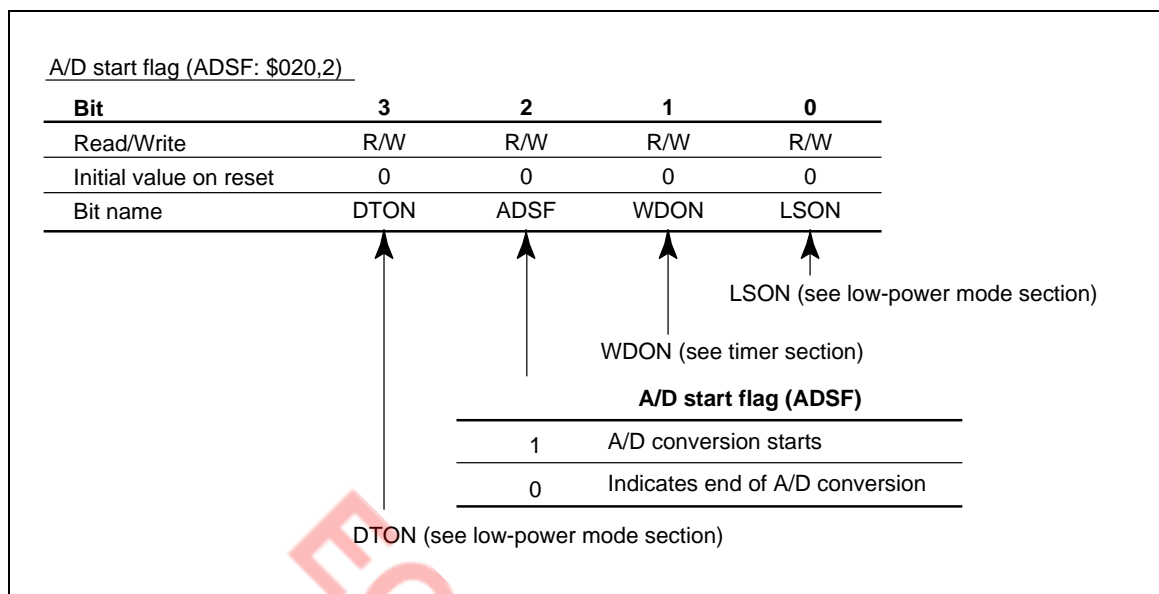 A/D start flag (ADSF: $020,2)
Bit 3 2 1 0
Read/Write R/W R/W R/W R/W
Initial value on reset 0 0 0 0
Bit name DTON ADSF WDON LSON
LSON (see low-power mode section)
WDON (see timer section)
A/D start flag (ADSF)
1 A/D conversion starts
0 Indicates end of A/D conversion
DTON (see low-power mode section)